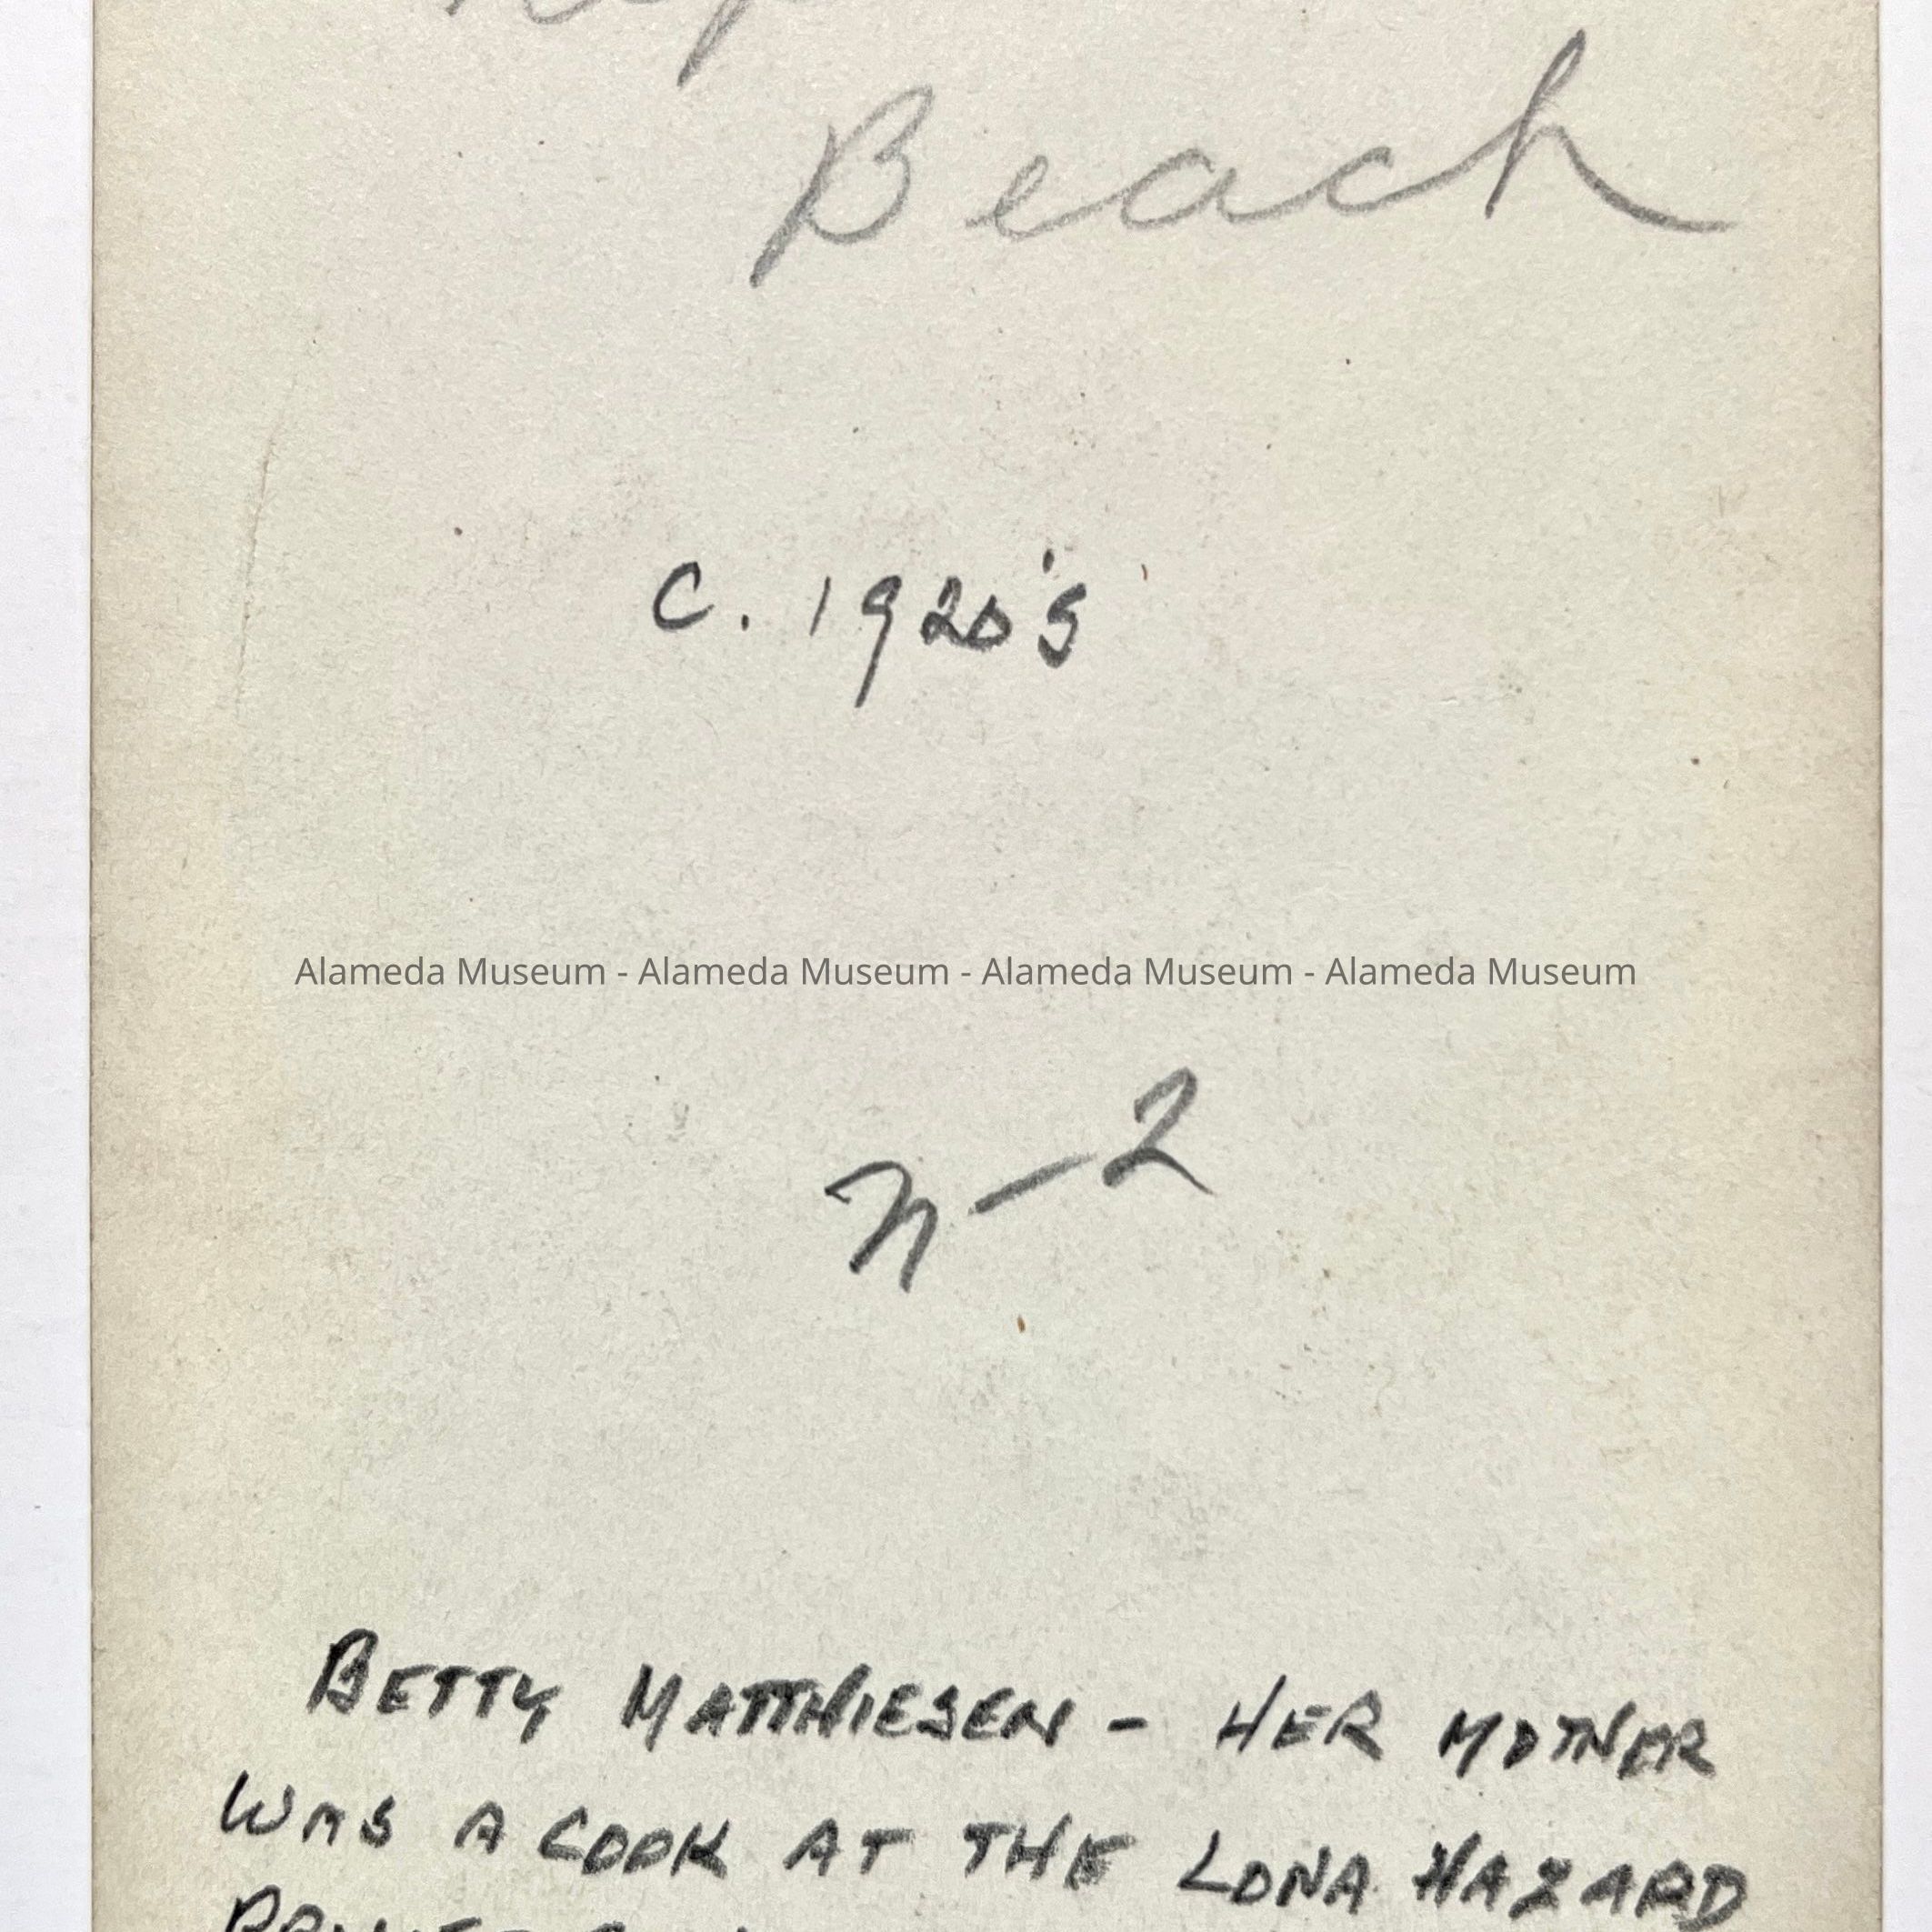 Beach
c. 1920's
Alameda Museum - Alameda Museum - Alameda Museum - Alameda Museum
n-2
BETTY MATTHIESEN - HER MOTHER
WAS A COOK AT THE LONA HAZARD